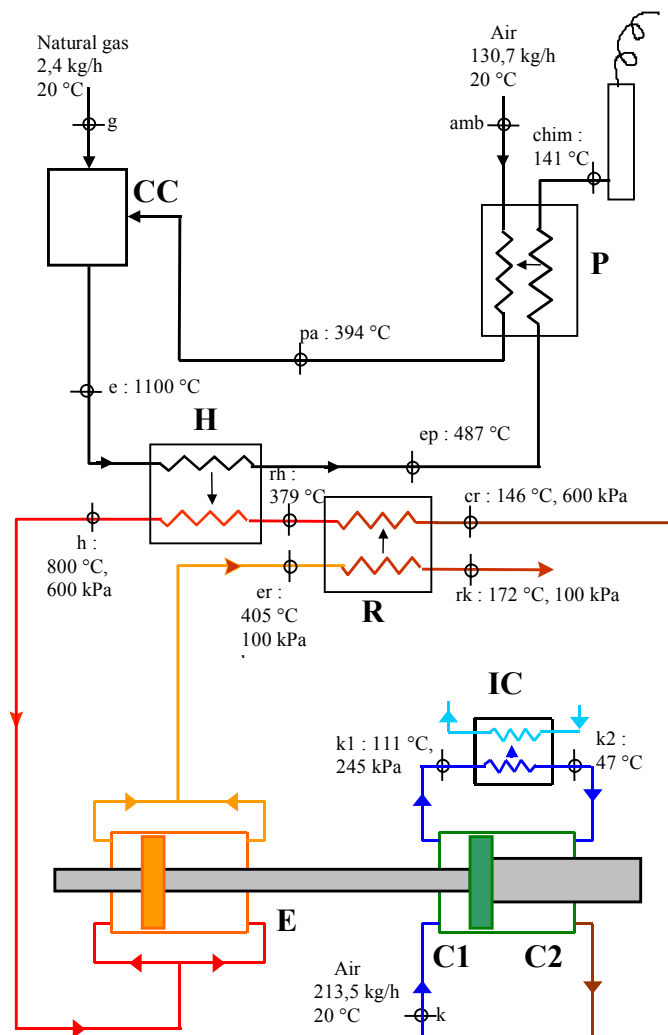 Natural gas
2,4 kg/h
20 °C
g
Air
130,7 kg/h
20 °C
amb
chim :
141 °C
CC
P
pa : 394 °C
e : 1100 °C
H
ep : 487 °C
rh :
379 °C
cr : 146 °C, 600 kPa
h :
800 °C,
600 kPa
er :
405 °C
100 kPa
R
rk : 172 °C, 100 kPa
IC
k1 : 111 °C,
245 kPa
k2 :
47 °C
E
C1
C2
Air
213,5 kg/h
20 °C
k